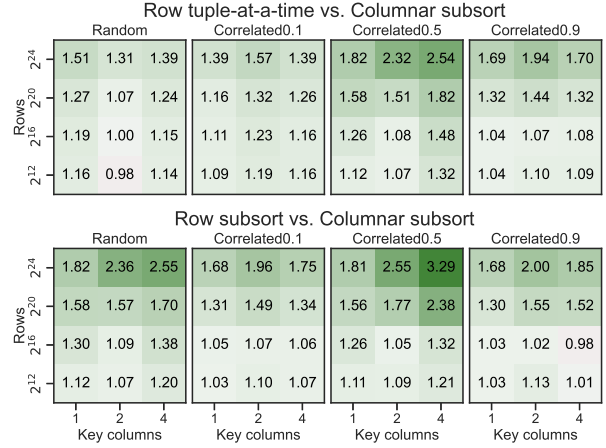 Row tuple-at-a-time vs. Columnar subsort
Random Correlated0.1 Correlated0.5 Correlated0.9
Rows
2^24 1.51 1.31 1.39 1.39 1.57 1.39 1.82 2.32 2.54 1.69 1.94 1.70
2^20 1.27 1.07 1.24 1.16 1.32 1.26 1.58 1.51 1.82 1.32 1.44 1.32
2^16 1.19 1.00 1.15 1.11 1.23 1.16 1.26 1.08 1.48 1.04 1.07 1.08
2^12 1.16 0.98 1.14 1.09 1.19 1.16 1.12 1.07 1.32 1.04 1.10 1.09
Row subsort vs. Columnar subsort
Random Correlated0.1 Correlated0.5 Correlated0.9
Rows
2^24 1.82 2.36 2.55 1.68 1.96 1.75 1.81 2.55 3.29 1.68 2.00 1.85
2^20 1.58 1.57 1.70 1.31 1.49 1.34 1.56 1.77 2.38 1.30 1.55 1.52
2^16 1.30 1.09 1.38 1.05 1.07 1.06 1.26 1.05 1.32 1.03 1.02 0.98
2^12 1.12 1.07 1.20 1.03 1.10 1.07 1.11 1.09 1.21 1.03 1.13 1.01
1 2 4 1 2 4 1 2 4 1 2 4
Key columns Key columns Key columns Key columns